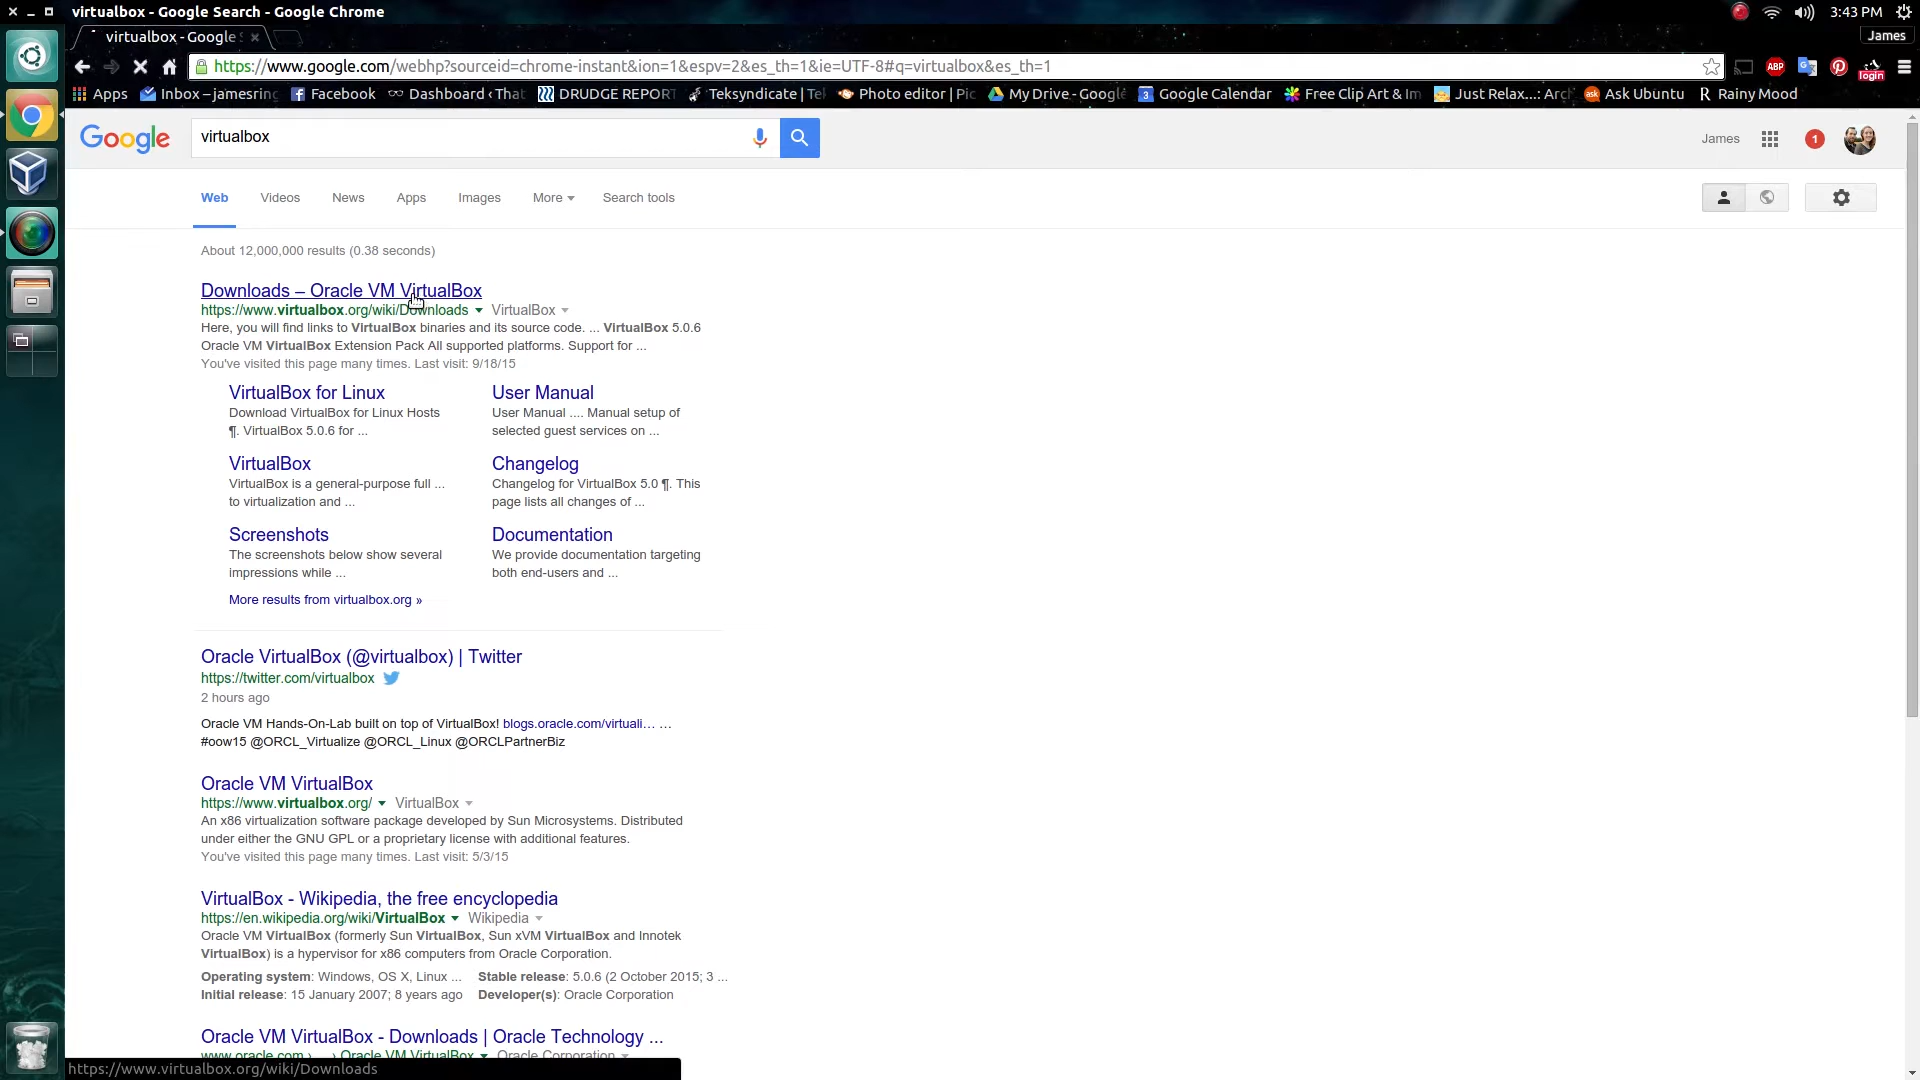 virtualbox - Google Search - Google Chrome
3:43 PM
virtualbox - Google S
James
https://www.google.com/webhp?sourceid=chrome-instant&ion=1&espv=2&es_th=1&ie=UTF-8#q=virtualbox&es_th=1
ABP
login
Apps
Inbox – jamesring
Facebook
Dashboard ‹ That
DRUDGE REPORT
Teksyndicate | Tek
Photo editor | Pic
My Drive - Google
3 Google Calendar
Free Clip Art & Im
Just Relax...: Arch
ask Ask Ubuntu
R Rainy Mood
Google
virtualbox
James
1
Web
Videos
News
Apps
Images
More
Search tools
About 12,000,000 results (0.38 seconds)
Downloads – Oracle VM VirtualBox
https://www.virtualbox.org/wiki/Downloads VirtualBox
Here, you will find links to VirtualBox binaries and its source code. ... VirtualBox 5.0.6
Oracle VM VirtualBox Extension Pack All supported platforms. Support for ...
You've visited this page many times. Last visit: 9/18/15
VirtualBox for Linux
Download VirtualBox for Linux Hosts
¶. VirtualBox 5.0.6 for ...
User Manual
User Manual .... Manual setup of
selected guest services on ...
VirtualBox
VirtualBox is a general-purpose full ...
to virtualization and ...
Changelog
Changelog for VirtualBox 5.0 ¶. This
page lists all changes of ...
Screenshots
The screenshots below show several
impressions while ...
Documentation
We provide documentation targeting
both end-users and ...
More results from virtualbox.org »
Oracle VirtualBox (@virtualbox) | Twitter
https://twitter.com/virtualbox
2 hours ago
Oracle VM Hands-On-Lab built on top of VirtualBox! blogs.oracle.com/virtuali… …
#oow15 @ORCL_Virtualize @ORCL_Linux @ORCLPartnerBiz
Oracle VM VirtualBox
https://www.virtualbox.org/ VirtualBox
An x86 virtualization software package developed by Sun Microsystems. Distributed
under either the GNU GPL or a proprietary license with additional features.
You've visited this page many times. Last visit: 5/3/15
VirtualBox - Wikipedia, the free encyclopedia
https://en.wikipedia.org/wiki/VirtualBox Wikipedia
Oracle VM VirtualBox (formerly Sun VirtualBox, Sun xVM VirtualBox and Innotek
VirtualBox) is a hypervisor for x86 computers from Oracle Corporation.
Operating system: Windows, OS X, Linux ... Stable release: 5.0.6 (2 October 2015; 3 ...
Initial release: 15 January 2007; 8 years ago Developer(s): Oracle Corporation
Oracle VM VirtualBox - Downloads | Oracle Technology ...
www.oracle.com › ... › Oracle VM VirtualBox Oracle Corporation
https://www.virtualbox.org/wiki/Downloads